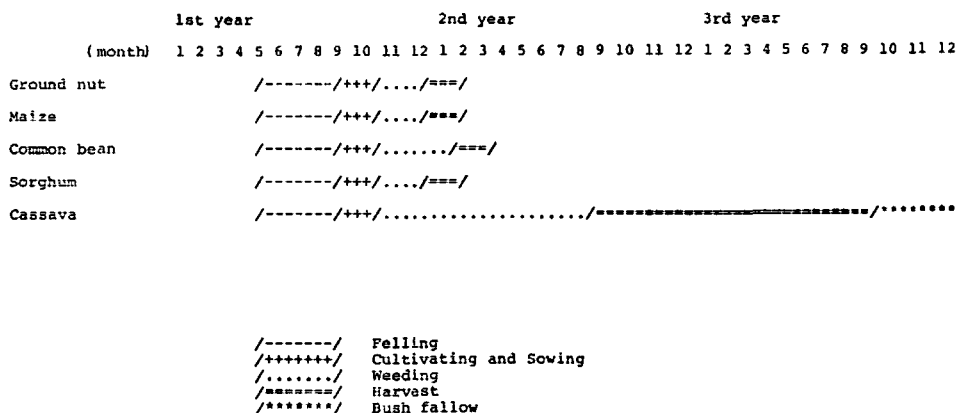 1st year 2nd year 3rd year
(month) 1 2 3 4 5 6 7 8 9 10 11 12 1 2 3 4 5 6 7 8 9 10 11 12 1 2 3 4 5 6 7 8 9 10 11 12
Ground nut /-------/+++/..../===/
Maize /-------/+++/..../===/
Common bean /-------/+++/......./===/
Sorghum /-------/+++/..../===/
Cassava /-------/+++/...................../============================/********
/-------/ Felling
/+++++++/ Cultivating and Sowing
/......./ Weeding
/=======/ Harvest
/*******/ Bush fallow